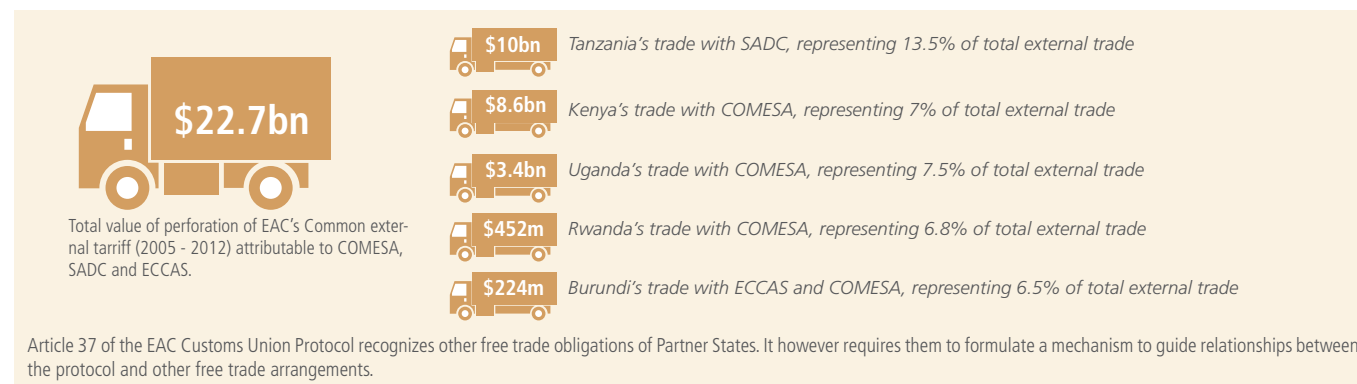 $22.7bn
Total value of perforation of EAC's Common exter-
nal tarriff (2005 - 2012) attributable to COMESA,
SADC and ECCAS.
$10bn Tanzania's trade with SADC, representing 13.5% of total external trade
$8.6bn Kenya's trade with COMESA, representing 7% of total external trade
$3.4bn Uganda's trade with COMESA, representing 7.5% of total external trade
$452m Rwanda's trade with COMESA, representing 6.8% of total external trade
$224m Burundi's trade with ECCAS and COMESA, representing 6.5% of total external trade
Article 37 of the EAC Customs Union Protocol recognizes other free trade obligations of Partner States. It however requires them to formulate a mechanism to guide relationships between
the protocol and other free trade arrangements.